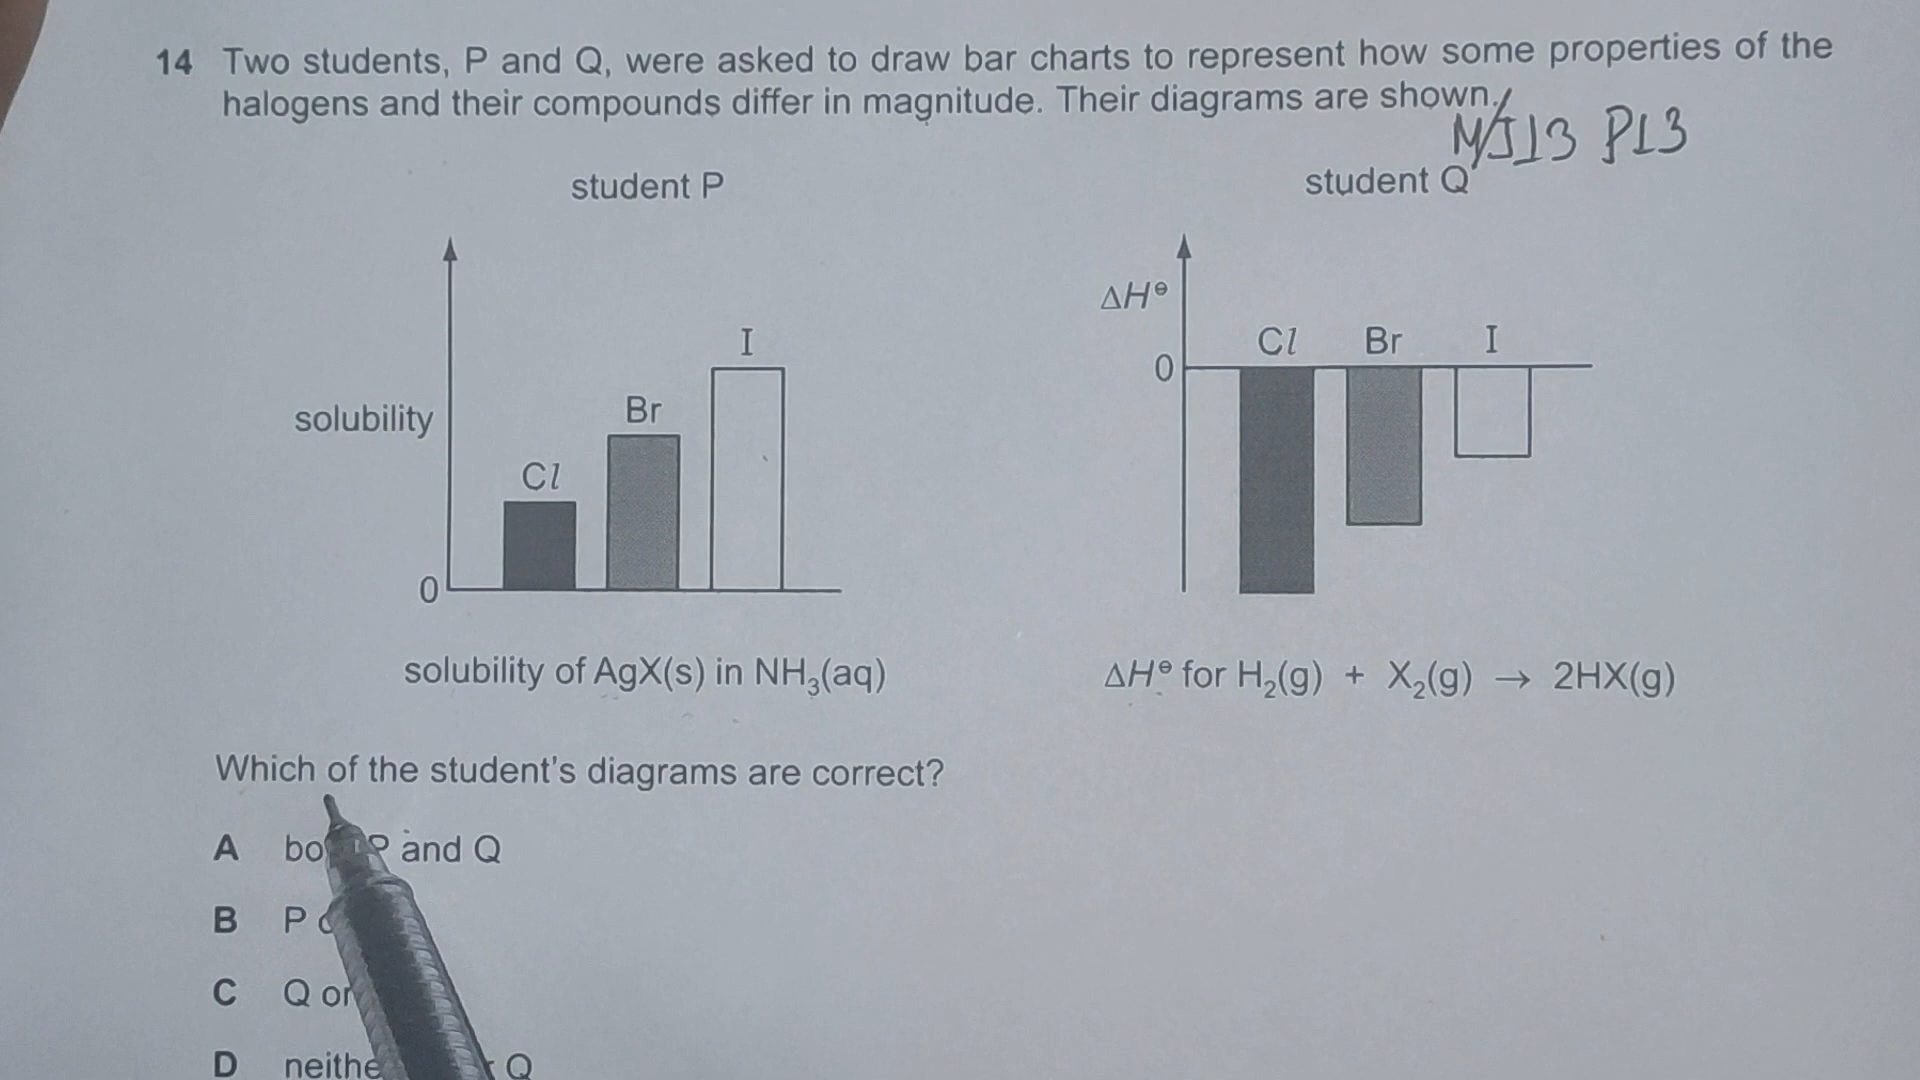 14 Two students, P and Q, were asked to draw bar charts to represent how some properties of the
halogens and their compounds differ in magnitude. Their diagrams are shown.
M/J13 P13
student P
student Q
solubility
Cl
Br
I
0
solubility of AgX(s) in NH₃(aq)
ΔH⦵
Cl Br I
0
ΔH⦵ for H₂(g) + X₂(g) → 2HX(g)
Which of the student's diagrams are correct?
A P and Q
B P
C Q
D Q